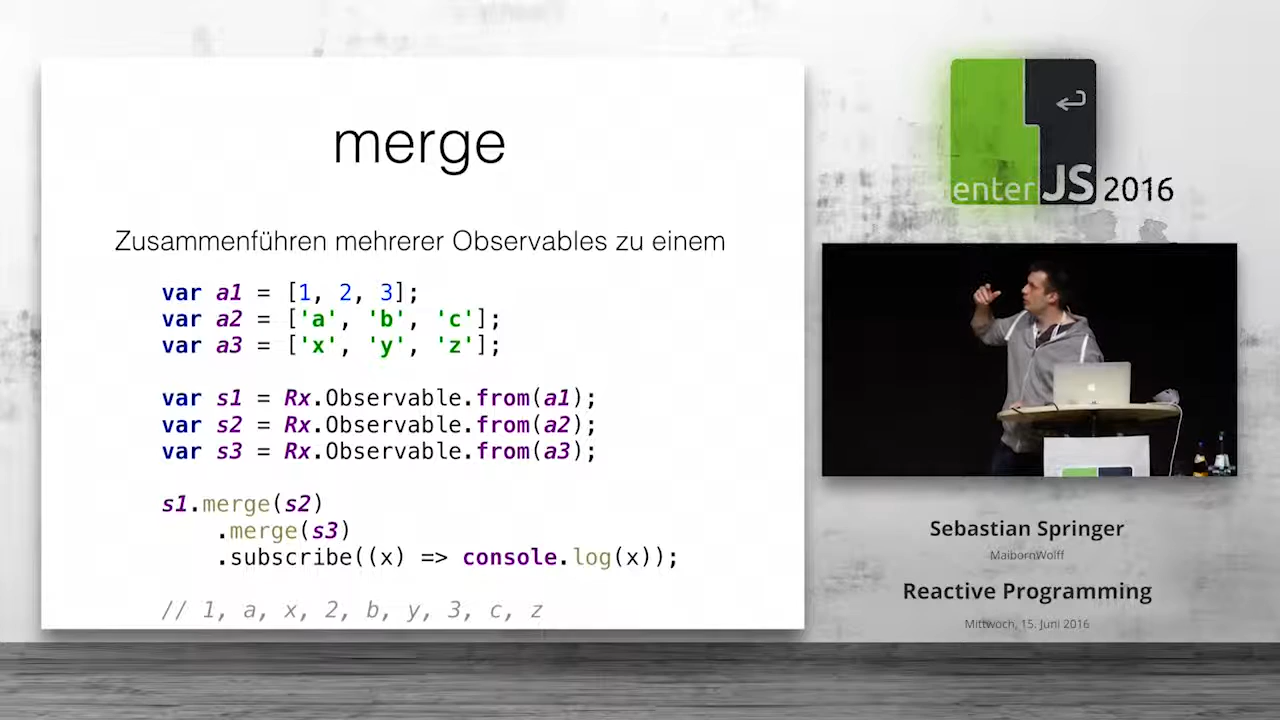 merge
Zusammenführen mehrerer Observables zu einem
var a1 = [1, 2, 3];
var a2 = ['a', 'b', 'c'];
var a3 = ['x', 'y', 'z'];
var s1 = Rx.Observable.from(a1);
var s2 = Rx.Observable.from(a2);
var s3 = Rx.Observable.from(a3);
s1.merge(s2)
.merge(s3)
.subscribe((x) => console.log(x));
// 1, a, x, 2, b, y, 3, c, z
enterJS 2016
Sebastian Springer
MaibornWolff
Reactive Programming
Mittwoch, 15. Juni 2016